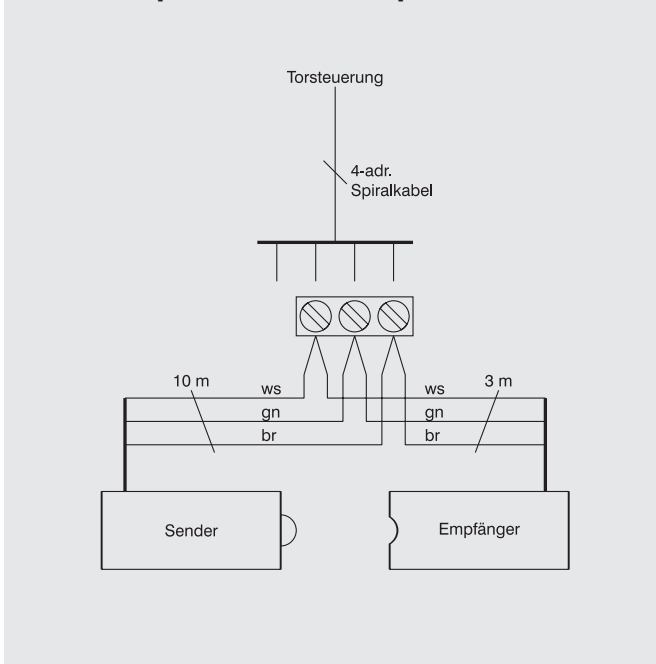 Torsteuerung
4-adr.
Spiralkabel
10 m
ws
ws
3 m
gn
gn
br
br
Sender
Empfänger